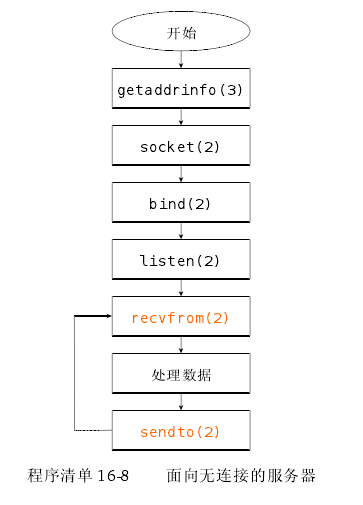 开始
getaddrinfo(3)
socket(2)
bind(2)
listen(2)
recvfrom(2)
处理数据
sendto(2)
程序清单 16-8 面向无连接的服务器